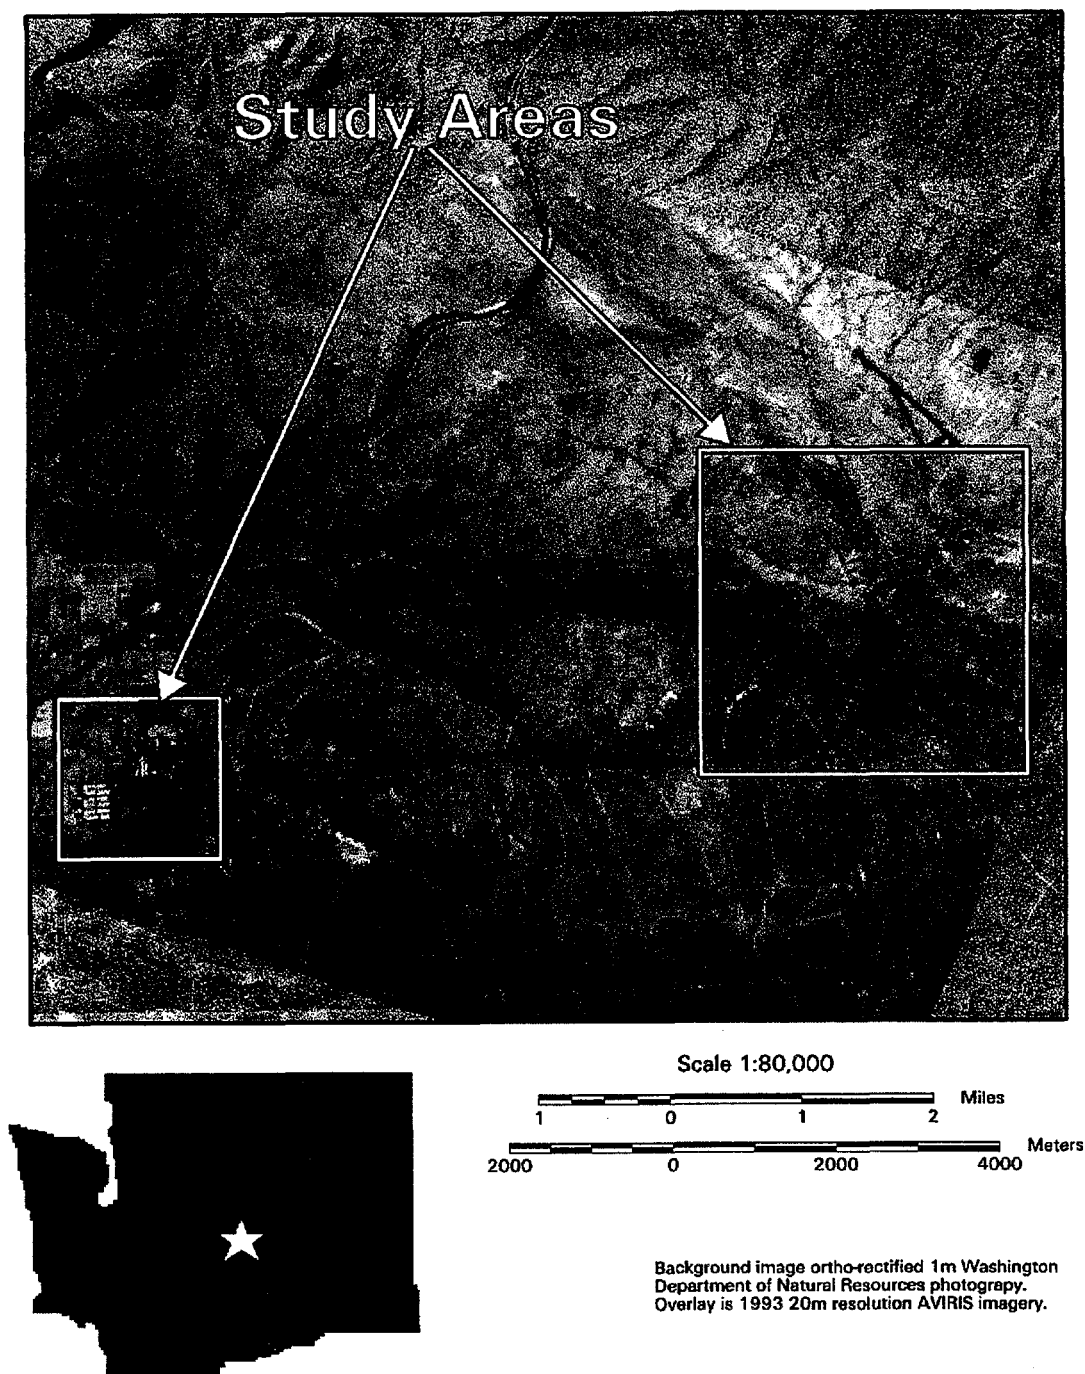 Study Areas
Scale 1:80,000
Miles
1 0 1 2
Meters
2000 0 2000 4000
Background image ortho-rectified 1m Washington
Department of Natural Resources photograpy.
Overlay is 1993 20m resolution AVIRIS imagery.